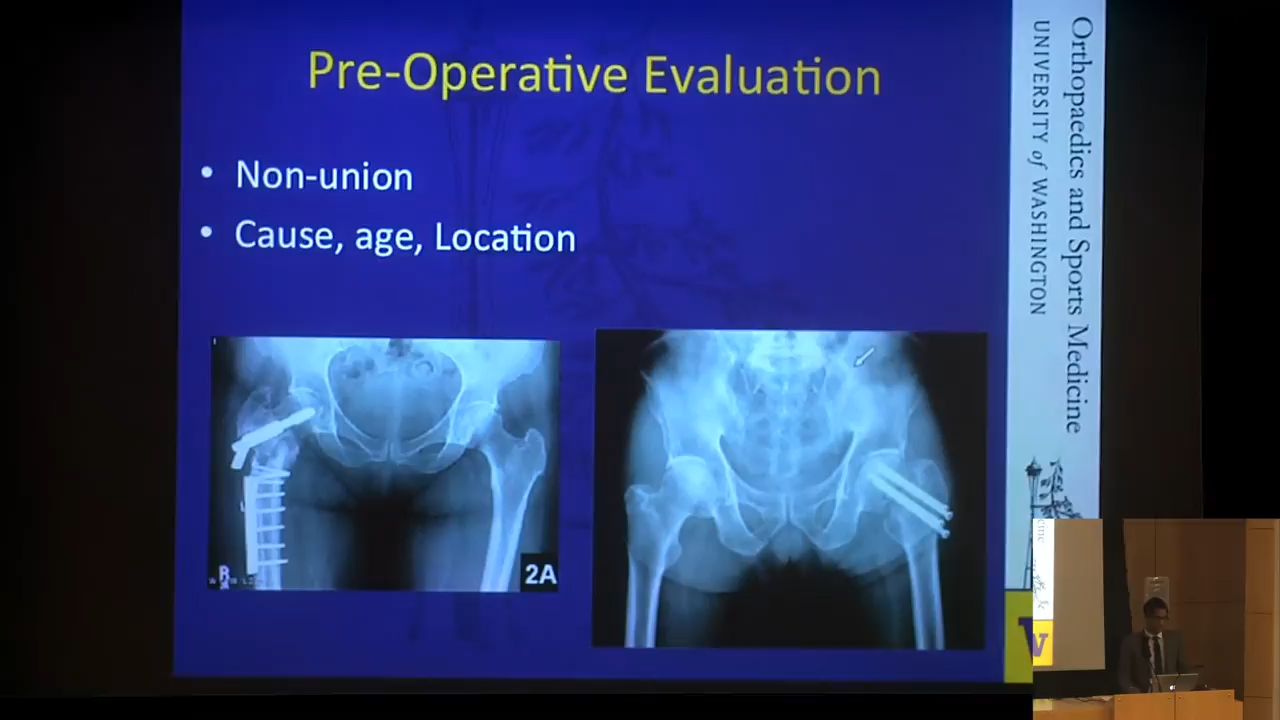 Pre-Operative Evaluation
• Non-union
• Cause, age, Location
R
2A
Orthopaedics and Sports Medicine
UNIVERSITY of WASHINGTON
W